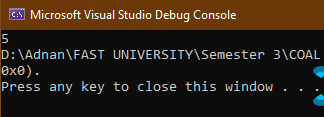 Microsoft Visual Studio Debug Console
5
D:\Adnan\FAST UNIVERSITY\Semester 3\COAL
0x0).
Press any key to close this window . . .